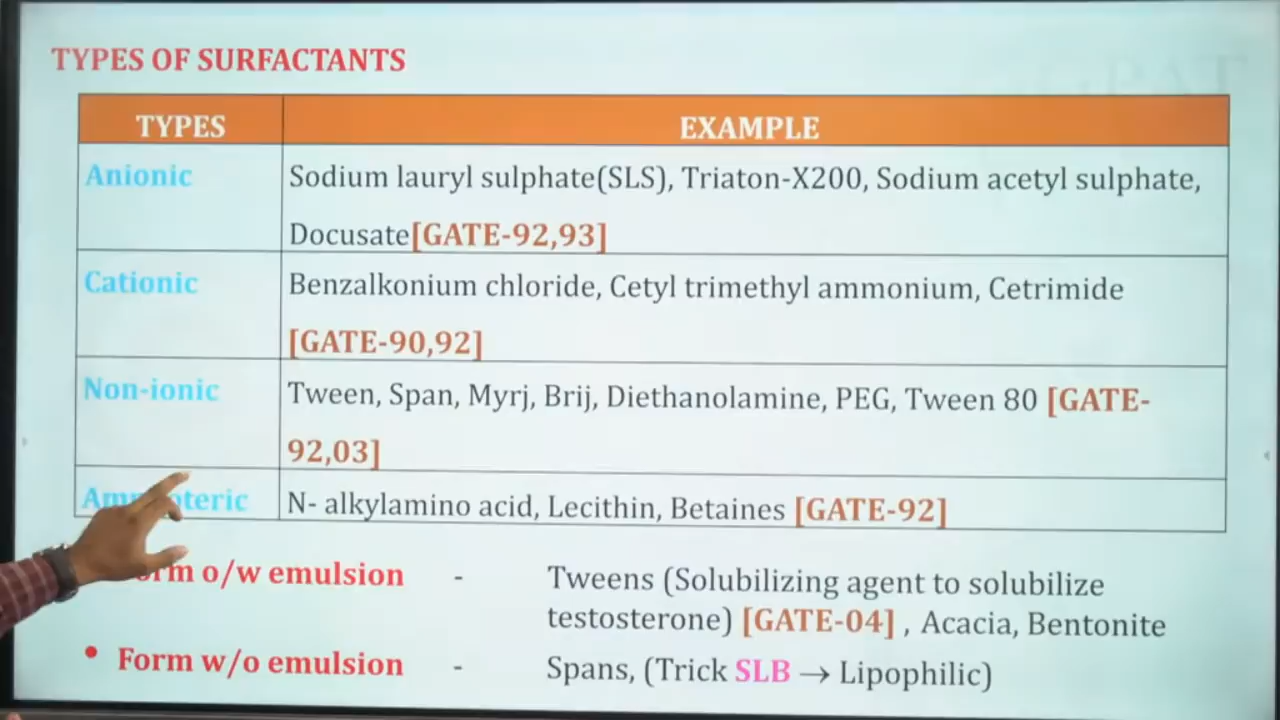 TYPES OF SURFACTANTS
TYPES EXAMPLE
Anionic Sodium lauryl sulphate(SLS), Triaton-X200, Sodium acetyl sulphate,
Docusate[GATE-92,93]
Cationic Benzalkonium chloride, Cetyl trimethyl ammonium, Cetrimide
[GATE-90,92]
Non-ionic Tween, Span, Myrj, Brij, Diethanolamine, PEG, Tween 80 [GATE-
92,03]
N- alkylamino acid, Lecithin, Betaines [GATE-92]
o/w emulsion - Tweens (Solubilizing agent to solubilize
testosterone) [GATE-04] , Acacia, Bentonite
• Form w/o emulsion - Spans, (Trick SLB → Lipophilic)